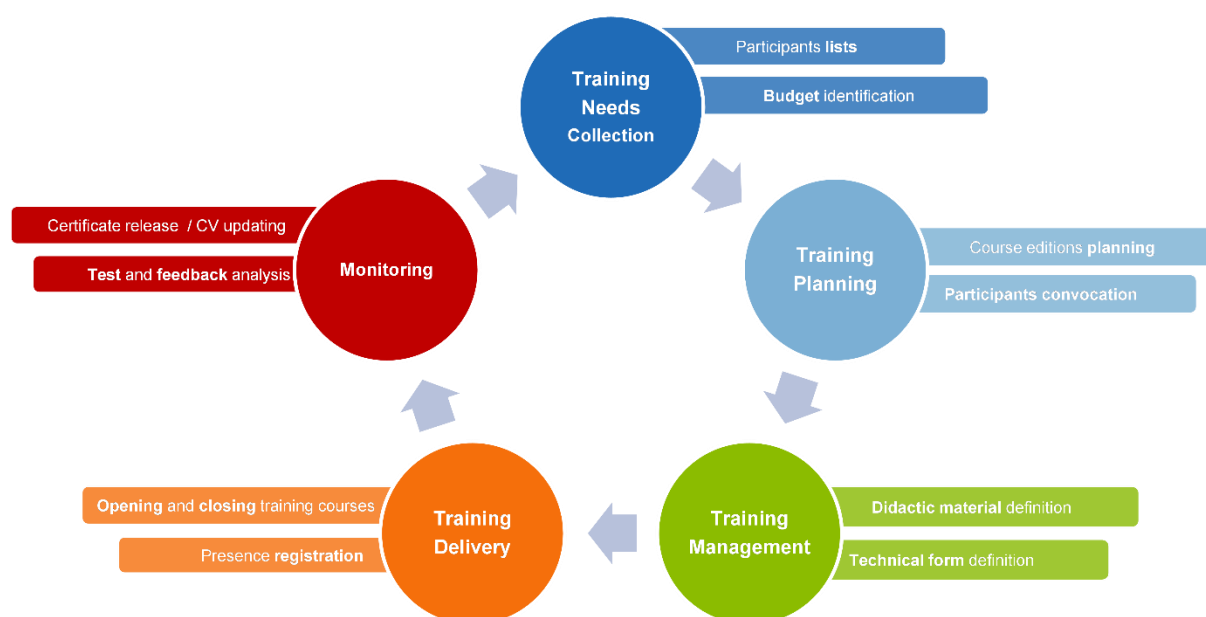 Training
Needs
Collection
Participants lists
Budget identification
Training
Planning
Course editions planning
Participants convocation
Training
Management
Didactic material definition
Technical form definition
Training
Delivery
Opening and closing training courses
Presence registration
Monitoring
Certificate release / CV updating
Test and feedback analysis